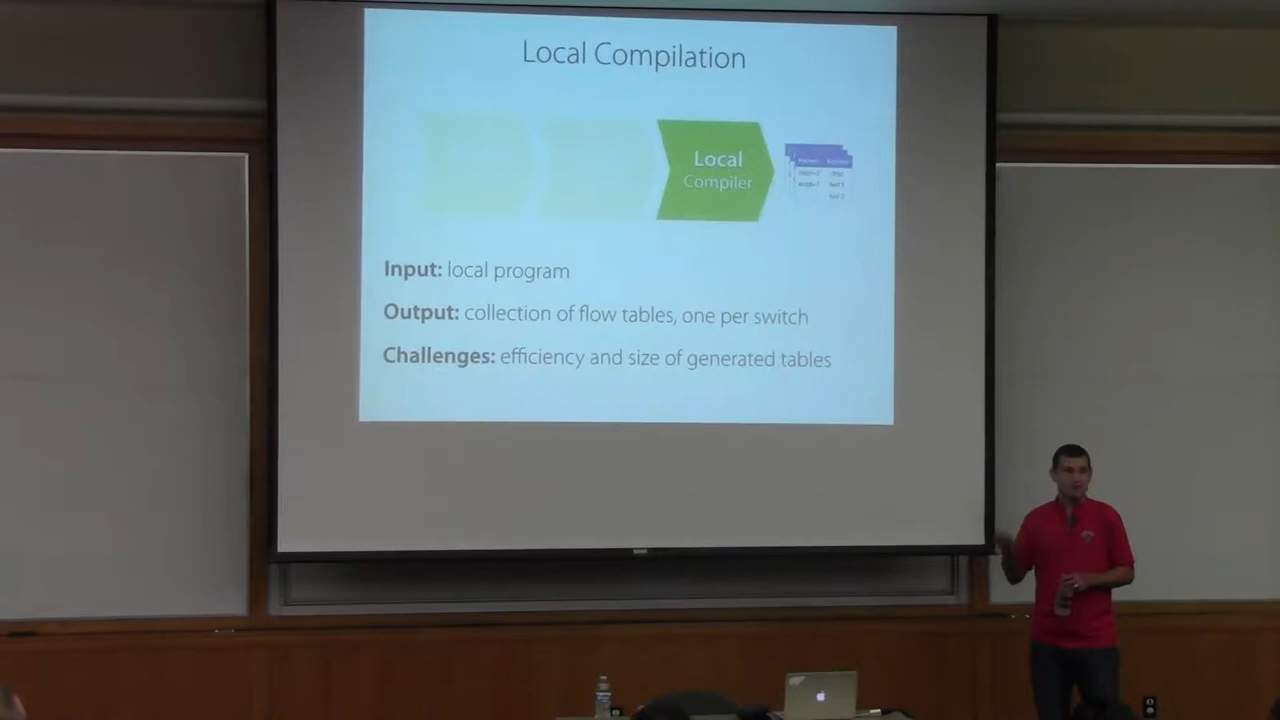 Local Compilation
Local
Compiler
Input: local program
Output: collection of flow tables, one per switch
Challenges: efficiency and size of generated tables